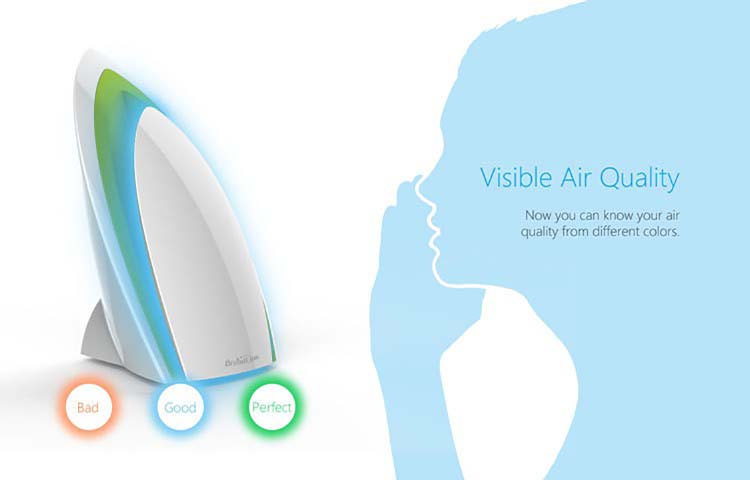 Visible Air Quality
Now you can know your air
quality from different colors.
Bad
Good
Perfect